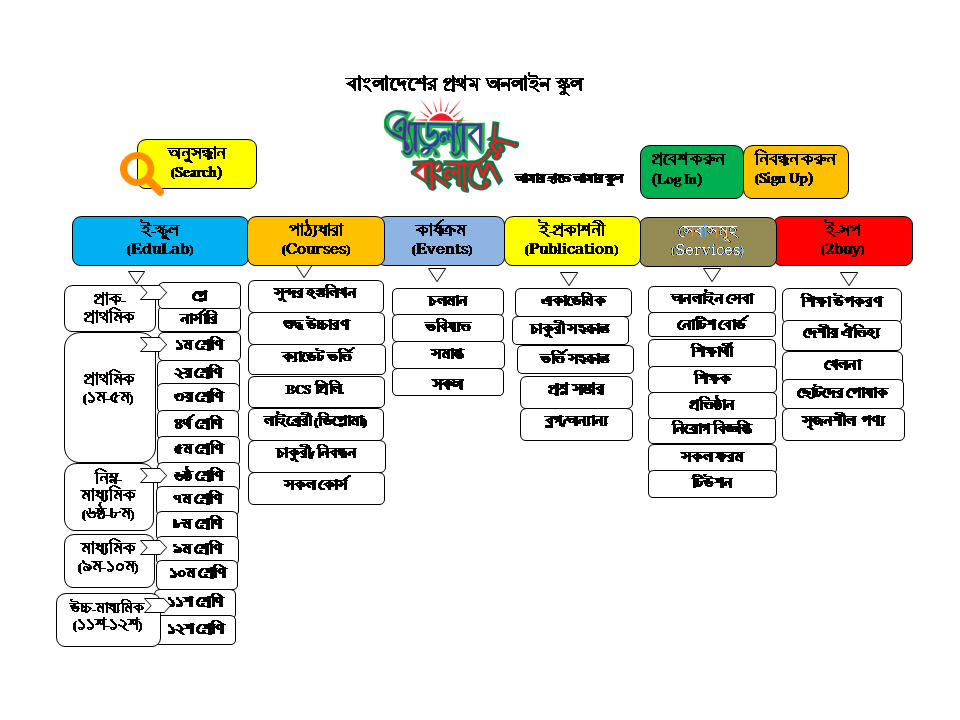 বাংলাদেশের প্রথম অনলাইন স্কুল
এ্যাডুল্যাব
বাংলাদেশ
আমার হাতে আমার স্কুল
অনুসন্ধান
(Search)
প্রবেশ করুন
(Log In)
নিবন্ধন করুন
(Sign Up)
ই-স্কুল
(EduLab)
পাঠ্যধারা
(Courses)
কার্যক্রম
(Events)
ই-প্রকাশনী
(Publication)
সেবাসমূহ
(Services)
ই-সপ
(2buy)
প্রাক-
প্রাথমিক
প্লে
নার্সারি
প্রাথমিক
(১ম-৫ম)
১ম শ্রেণি
২য় শ্রেণি
৩য় শ্রেণি
৪র্থ শ্রেণি
৫ম শ্রেণি
নিম্ন-
মাধ্যমিক
(৬ষ্ঠ-৮ম)
৬ষ্ঠ শ্রেণি
৭ম শ্রেণি
৮ম শ্রেণি
মাধ্যমিক
(৯ম-১০ম)
৯ম শ্রেণি
১০ম শ্রেণি
উচ্চ-মাধ্যমিক
(১১শ-১২শ)
১১শ শ্রেণি
১২শ শ্রেণি
সুন্দর হস্তলিখন
শুদ্ধ উচ্চারণ
ক্যাডেট ভর্তি
BCS প্রিলি.
লাইব্রেরী (ডিপ্লোমা)
চাকুরী/ নিবন্ধন
সকল কোর্স
চলমান
ভবিষ্যত
সমাপ্ত
সকল
একাডেমিক
চাকুরী সংক্রান্ত
ভর্তি সংক্রান্ত
প্রশ্ন সম্ভার
ব্লগ/অন্যান্য
অনলাইন সেবা
নোটিশ বোর্ড
শিক্ষার্থী
শিক্ষক
প্রতিষ্ঠান
নিয়োগ বিজ্ঞপ্তি
সকল ফরম
টিউশন
শিক্ষা উপকরণ
দেশীয় ঐতিহ্য
খেলনা
ছোটদের পোষাক
সৃজনশীল পণ্য